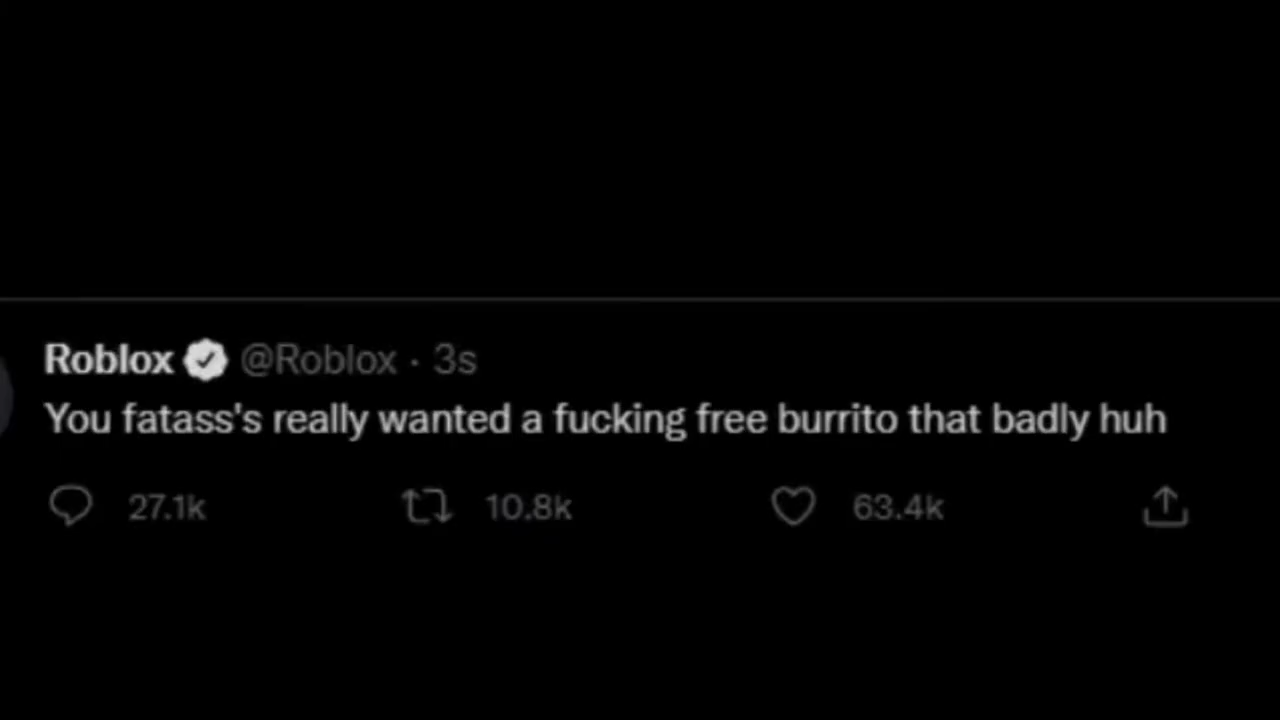 Roblox @Roblox · 3s
You fatass's really wanted a fucking free burrito that badly huh
27.1k 10.8k 63.4k